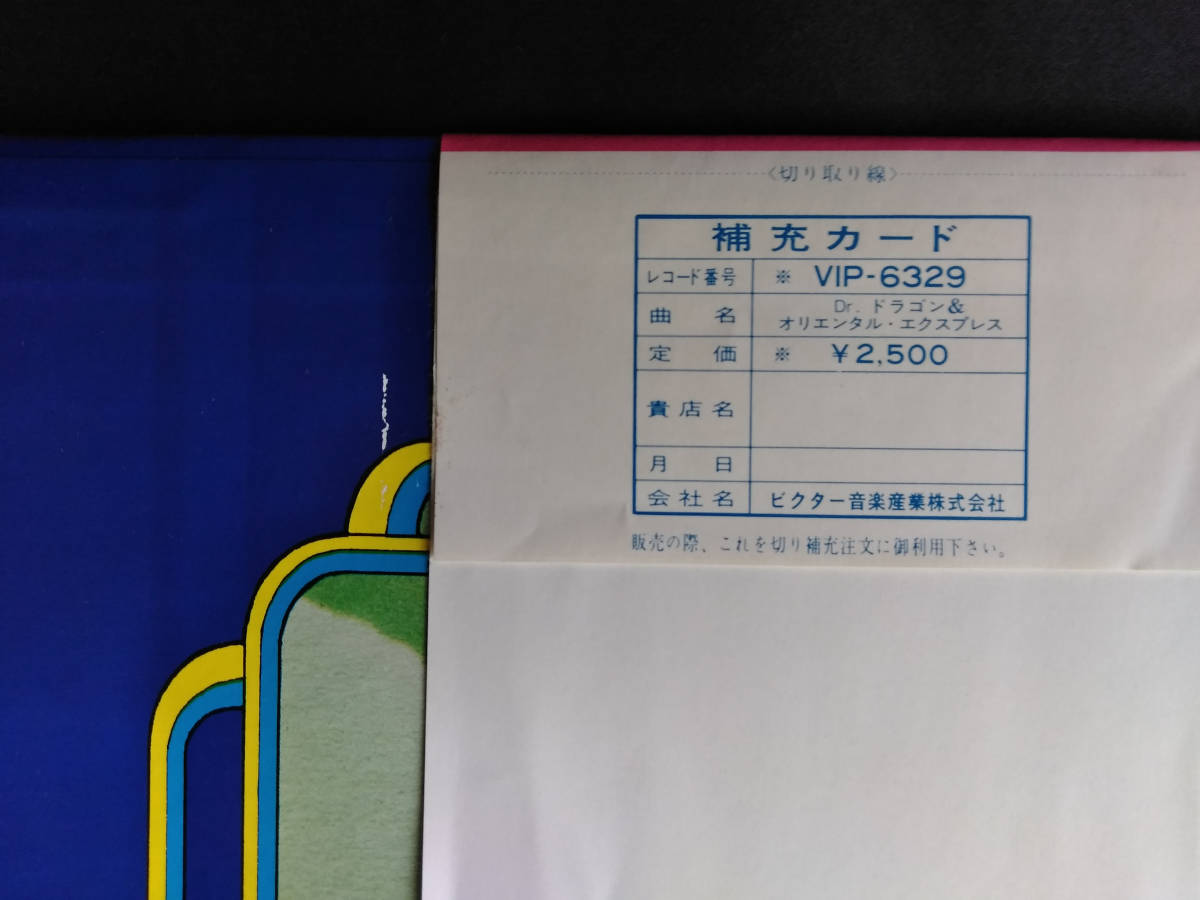 〈切り取り線〉
補充カード
レコード番号 ※ VIP-6329
曲名 Dr. ドラゴン&
オリエンタル・エクスプレス
定価 ※ ¥2,500
貴店名
月日
会社名 ビクター音楽産業株式会社
販売の際、これを切り補充注文に御利用下さい。